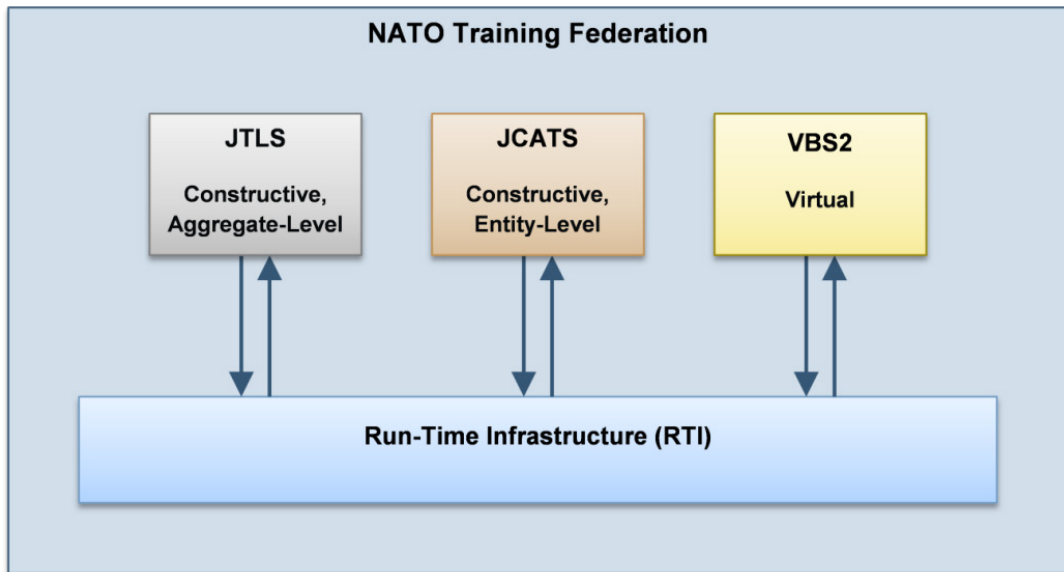 NATO Training Federation
JTLS
Constructive,
Aggregate-Level
JCATS
Constructive,
Entity-Level
VBS2
Virtual
Run-Time Infrastructure (RTI)